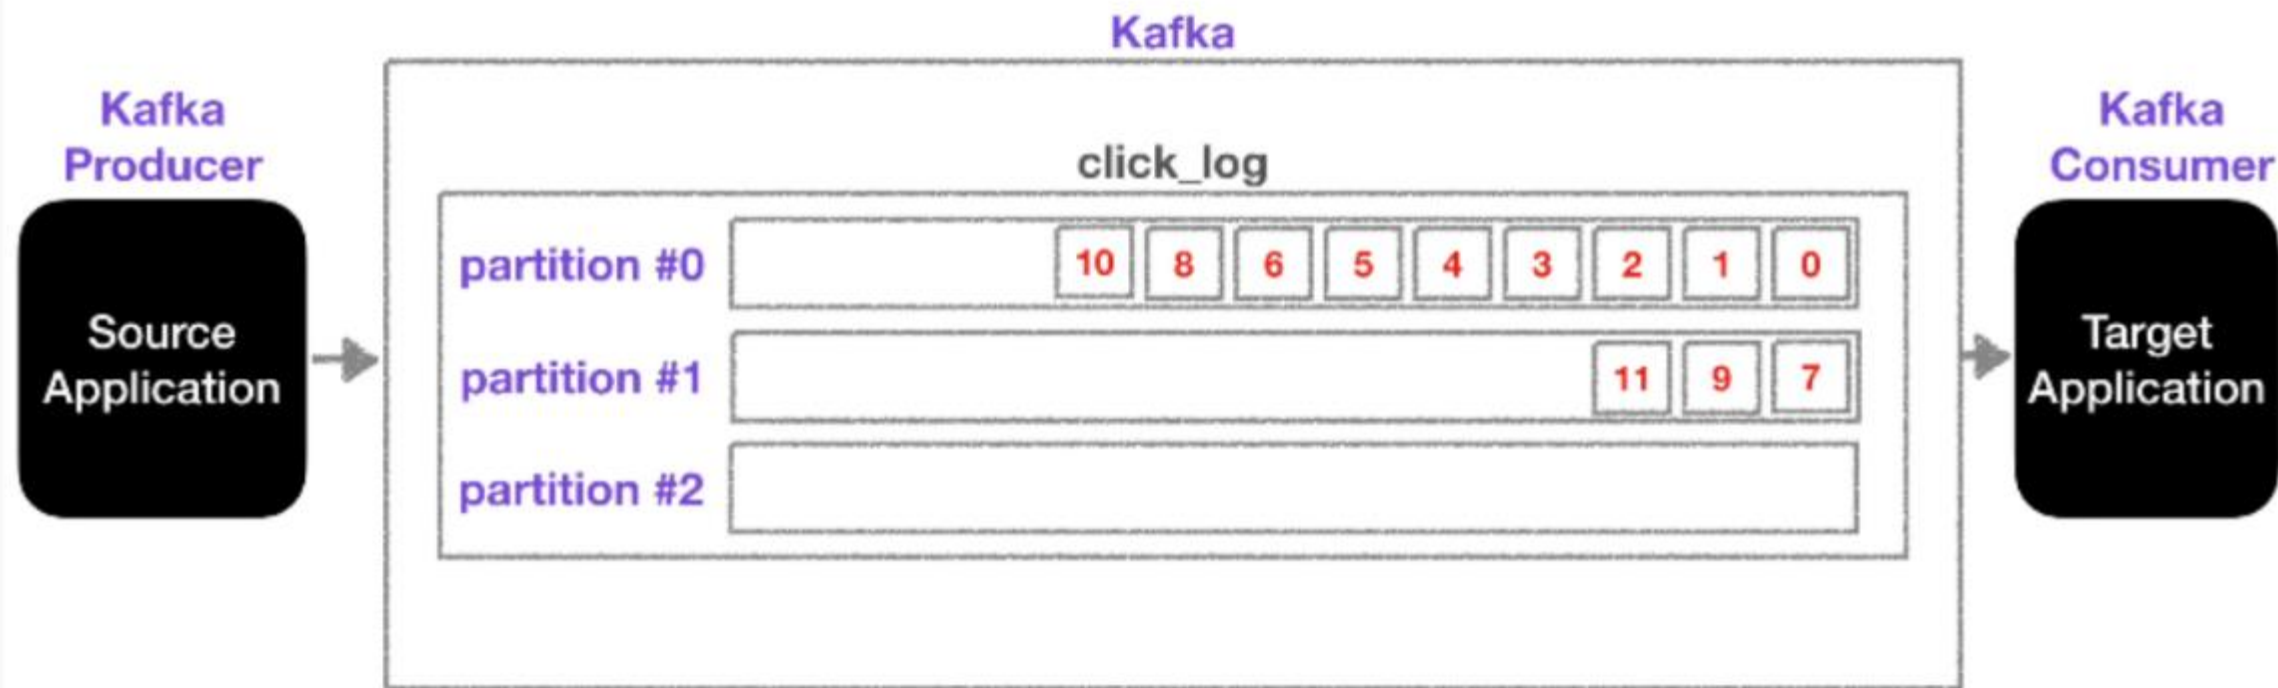 Kafka
Kafka
Producer
Source
Application
click_log
partition #0
10 8 6 5 4 3 2 1 0
partition #1
11 9 7
partition #2
Kafka
Consumer
Target
Application